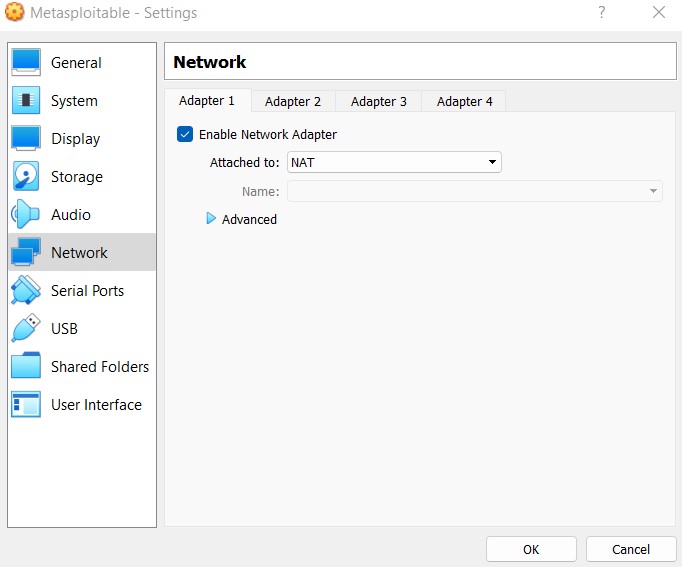 Metasploitable - Settings
?
General
System
Display
Storage
Audio
Network
Serial Ports
USB
Shared Folders
User Interface
Network
Adapter 1 Adapter 2 Adapter 3 Adapter 4
Enable Network Adapter
Attached to: NAT
Name:
Advanced
OK Cancel